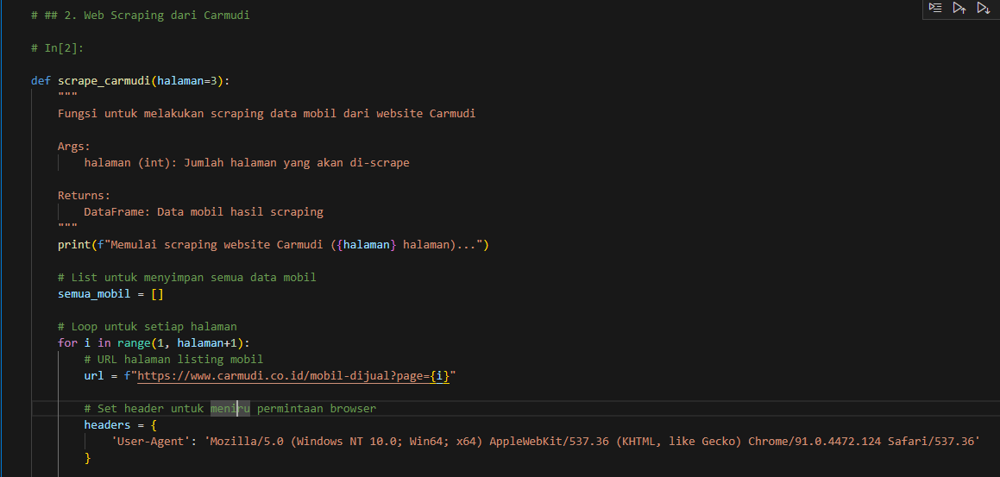 # ## 2. Web Scraping dari Carmudi
# In[2]:
def scrape_carmudi(halaman=3):
"""
Fungsi untuk melakukan scraping data mobil dari website Carmudi
Args:
halaman (int): Jumlah halaman yang akan di-scrape
Returns:
DataFrame: Data mobil hasil scraping
"""
print(f"Memulai scraping website Carmudi ({halaman} halaman)...")
# List untuk menyimpan semua data mobil
semua_mobil = []
# Loop untuk setiap halaman
for i in range(1, halaman+1):
# URL halaman listing mobil
url = f"https://www.carmudi.co.id/mobil-dijual?page={i}"
# Set header untuk meniru permintaan browser
headers = {
'User-Agent': 'Mozilla/5.0 (Windows NT 10.0; Win64; x64) AppleWebKit/537.36 (KHTML, like Gecko) Chrome/91.0.4472.124 Safari/537.36'
}